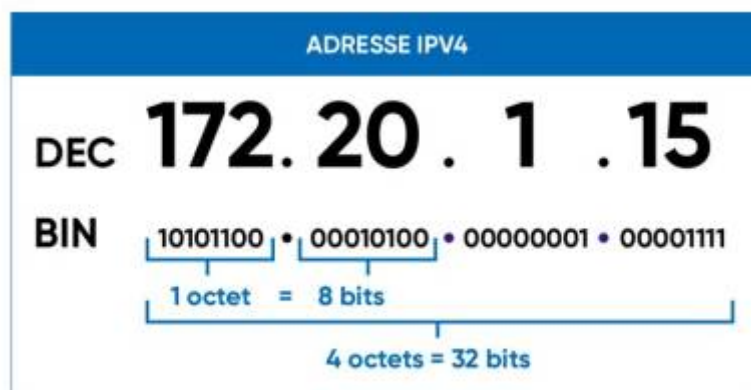 ADRESSE IPV4
DEC 172. 20 . 1 . 15
BIN 10101100 • 00010100 • 00000001 • 00001111
1 octet = 8 bits
4 octets = 32 bits